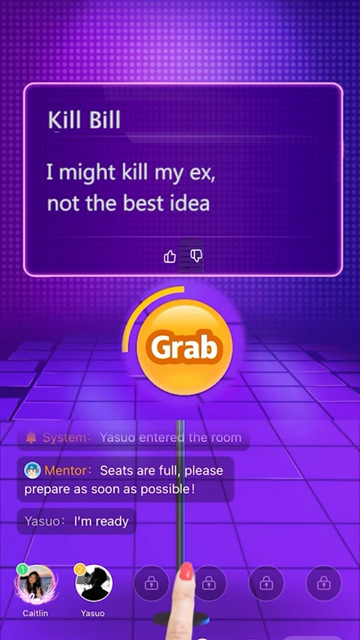 Kill Bill
I might kill my ex,
not the best idea
Grab
System: Yasuo entered the room
Mentor: Seats are full, please
prepare as soon as possible!
Yasuo: I'm ready
1 2
Caitlin Yasuo